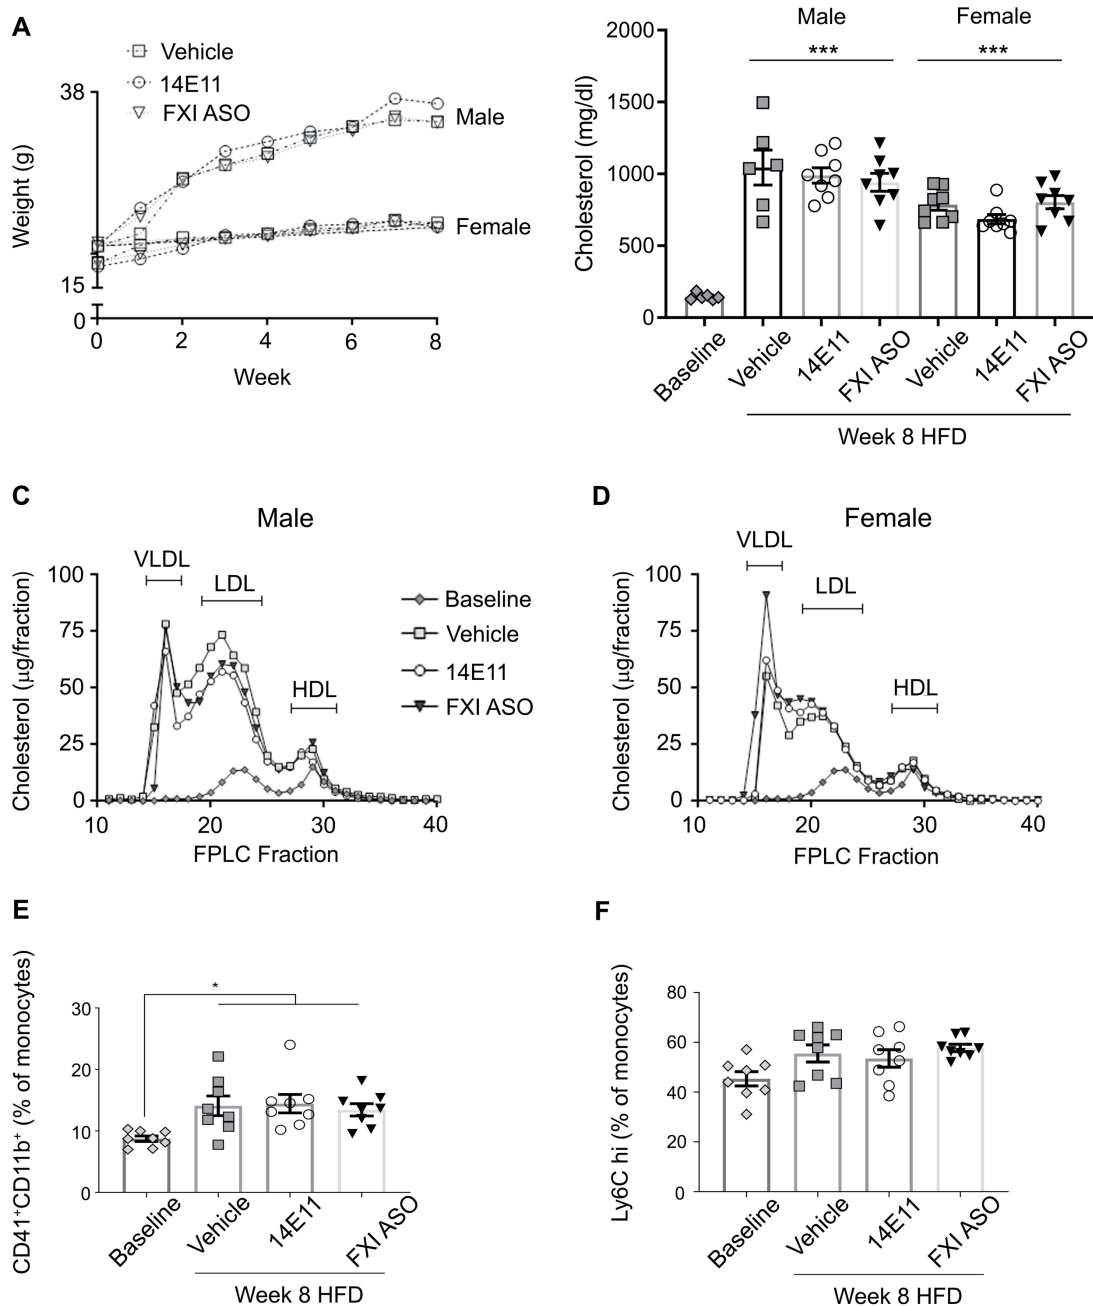 A
Vehicle
14E11
FXI ASO
38
15
0
Weight (g)
Male
Female
0 2 4 6 8
Week
Male Female
*** ***
2000
1500
1000
500
0
Cholesterol (mg/dl)
Baseline Vehicle 14E11 FXI ASO Vehicle 14E11 FXI ASO
Week 8 HFD
C
Male
VLDL
LDL
HDL
100
75
50
25
0
Cholesterol (µg/fraction)
10 20 30 40
FPLC Fraction
Baseline
Vehicle
14E11
FXI ASO
D
Female
VLDL
LDL
HDL
100
75
50
25
0
Cholesterol (µg/fraction)
10 20 30 40
FPLC Fraction
E
*
30
20
10
0
CD41⁺CD11b⁺ (% of monocytes)
Baseline Vehicle 14E11 FXI ASO
Week 8 HFD
F
80
60
40
20
0
Ly6C hi (% of monocytes)
Baseline Vehicle 14E11 FXI ASO
Week 8 HFD